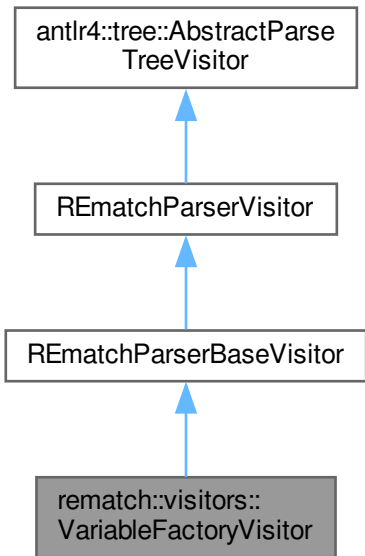 antlr4::tree::AbstractParse
TreeVisitor
REmatchParserVisitor
REmatchParserBaseVisitor
rematch::visitors::
VariableFactoryVisitor